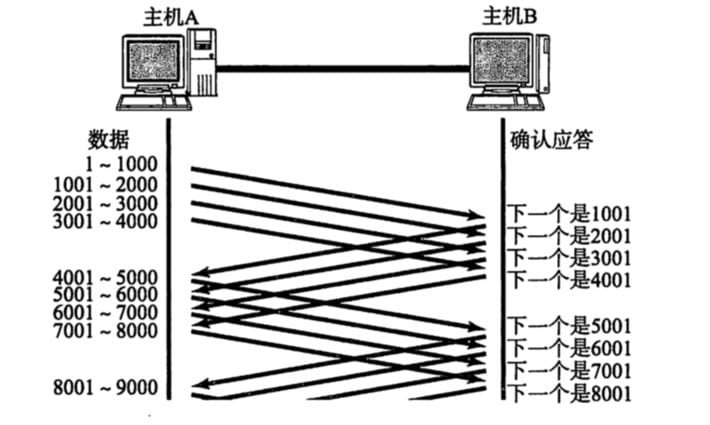 主机A
主机B
数据
确认应答
1～1000
1001～2000
2001～3000
3001～4000
下一个是1001
下一个是2001
下一个是3001
下一个是4001
4001～5000
5001～6000
6001～7000
7001～8000
下一个是5001
下一个是6001
下一个是7001
下一个是8001
8001～9000